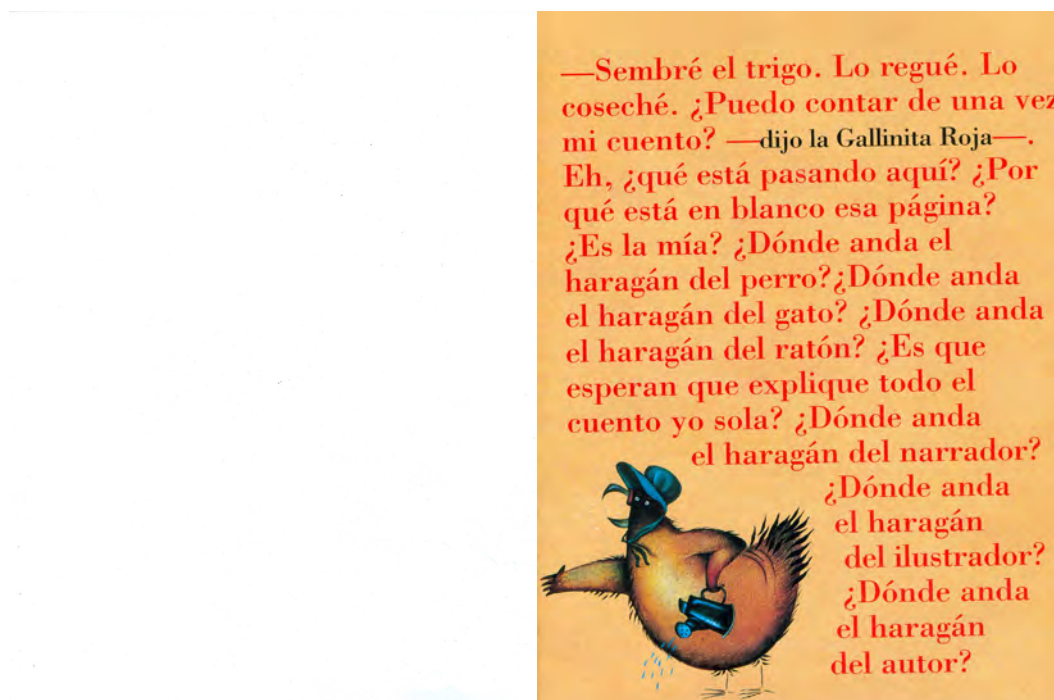 —Sembré el trigo. Lo regué. Lo
coseché. ¿Puedo contar de una vez
mi cuento? —dijo la Gallinita Roja—.
Eh, ¿qué está pasando aquí? ¿Por
qué está en blanco esa página?
¿Es la mía? ¿Dónde anda el
haragán del perro?¿Dónde anda
el haragán del gato? ¿Dónde anda
el haragán del ratón? ¿Es que
esperan que explique todo el
cuento yo sola? ¿Dónde anda
el haragán del narrador?
¿Dónde anda
el haragán
del ilustrador?
¿Dónde anda
el haragán
del autor?